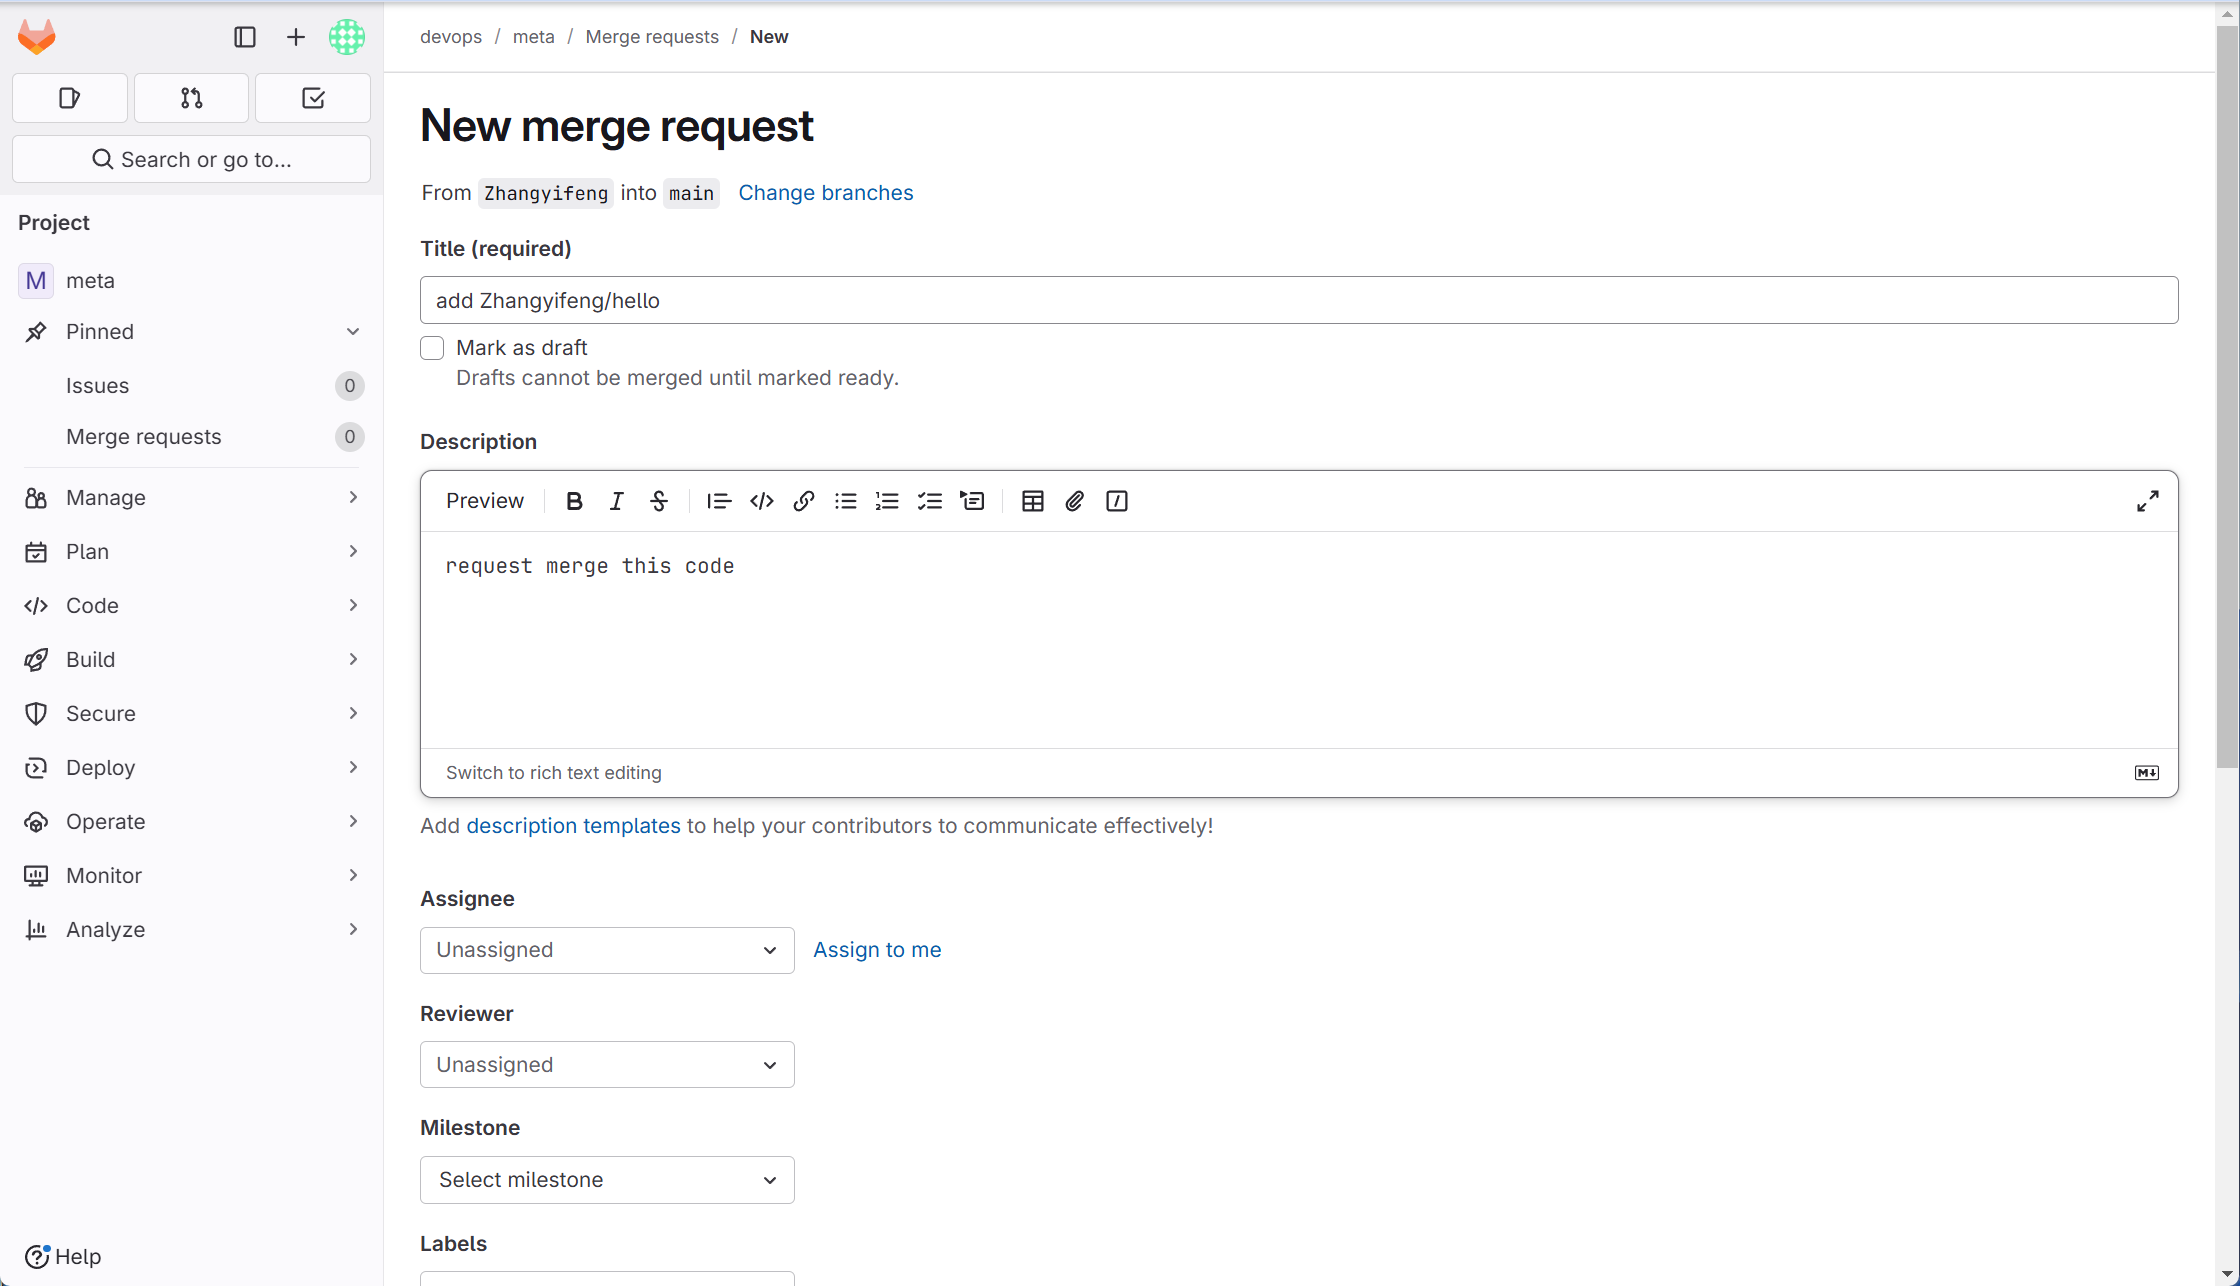 devops / meta / Merge requests / New
Search or go to...
Project
M meta
Pinned
Issues 0
Merge requests 0
Manage
Plan
Code
Build
Secure
Deploy
Operate
Monitor
Analyze
Help
New merge request
From Zhangyifeng into main Change branches
Title (required)
add Zhangyifeng/hello
Mark as draft
Drafts cannot be merged until marked ready.
Description
Preview
request merge this code
Switch to rich text editing
Add description templates to help your contributors to communicate effectively!
Assignee
Unassigned Assign to me
Reviewer
Unassigned
Milestone
Select milestone
Labels